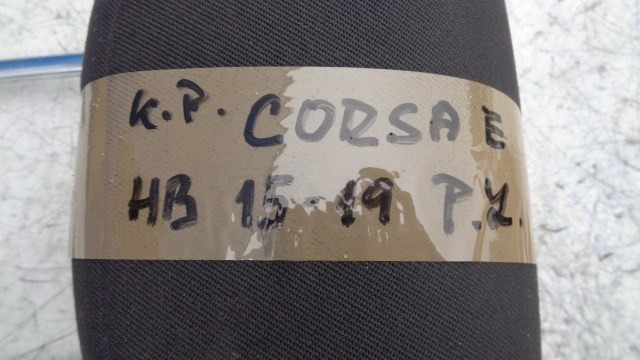 K.P. CORSA E
HB 15-19 P.L.